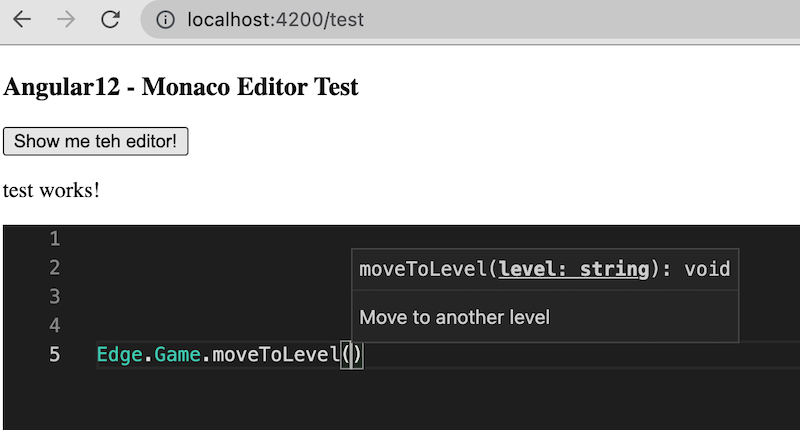 localhost:4200/test
Angular12 - Monaco Editor Test
Show me teh editor!
test works!
1
2
3
4
moveToLevel(level: string): void
Move to another level
5 Edge.Game.moveToLevel()